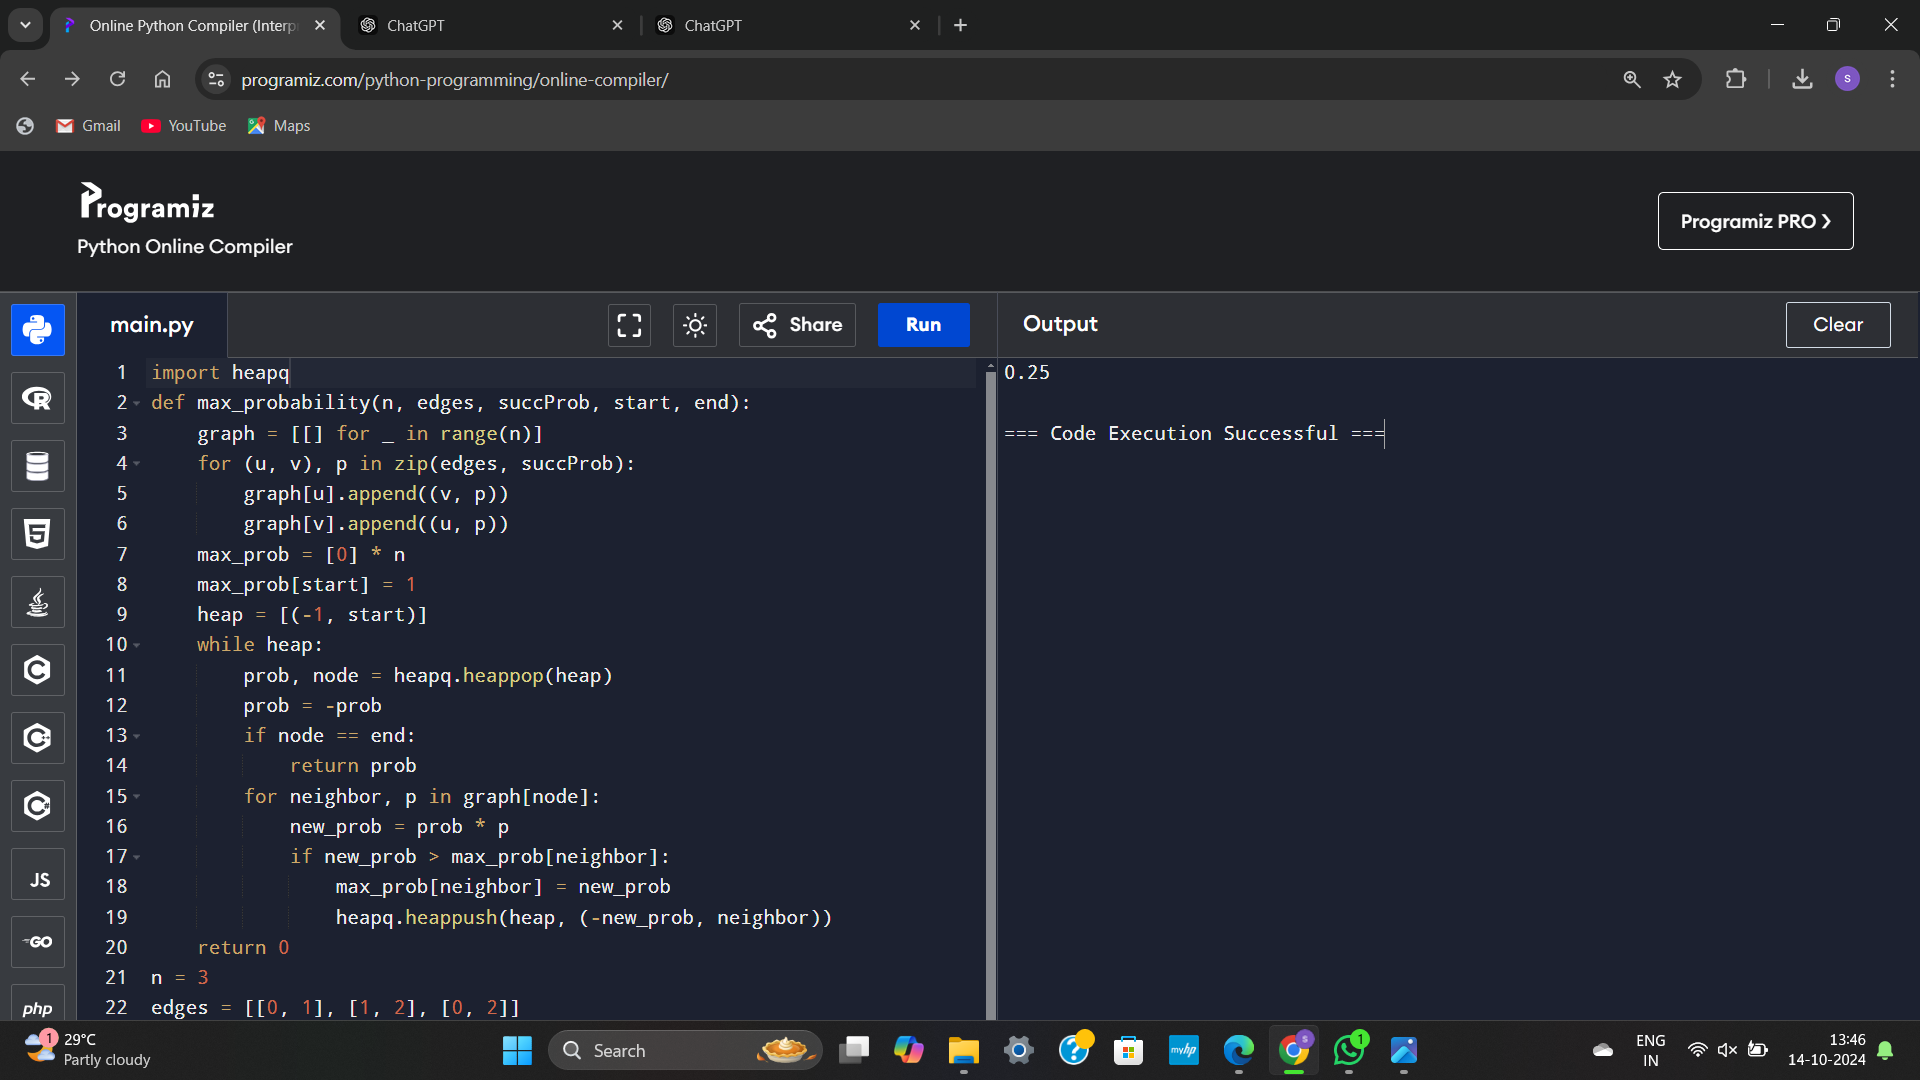 Online Python Compiler (Interp
ChatGPT
ChatGPT
programiz.com/python-programming/online-compiler/
S
Gmail
YouTube
Maps
Programiz
Python Online Compiler
Programiz PRO ❯
main.py
Share
Run
Output
Clear
1 import heapq
2 def max_probability(n, edges, succProb, start, end):
3     graph = [[] for _ in range(n)]
4     for (u, v), p in zip(edges, succProb):
5         graph[u].append((v, p))
6         graph[v].append((u, p))
7     max_prob = [0] * n
8     max_prob[start] = 1
9     heap = [(-1, start)]
10     while heap:
11         prob, node = heapq.heappop(heap)
12         prob = -prob
13         if node == end:
14             return prob
15         for neighbor, p in graph[node]:
16             new_prob = prob * p
17             if new_prob > max_prob[neighbor]:
18                 max_prob[neighbor] = new_prob
19                 heapq.heappush(heap, (-new_prob, neighbor))
20     return 0
21 n = 3
22 edges = [[0, 1], [1, 2], [0, 2]]
0.25
=== Code Execution Successful ===
R
5
C
C++
C#
JS
GO
php
1
29°C
Partly cloudy
Search
myhp
S
1
ENG
IN
13:46
14-10-2024